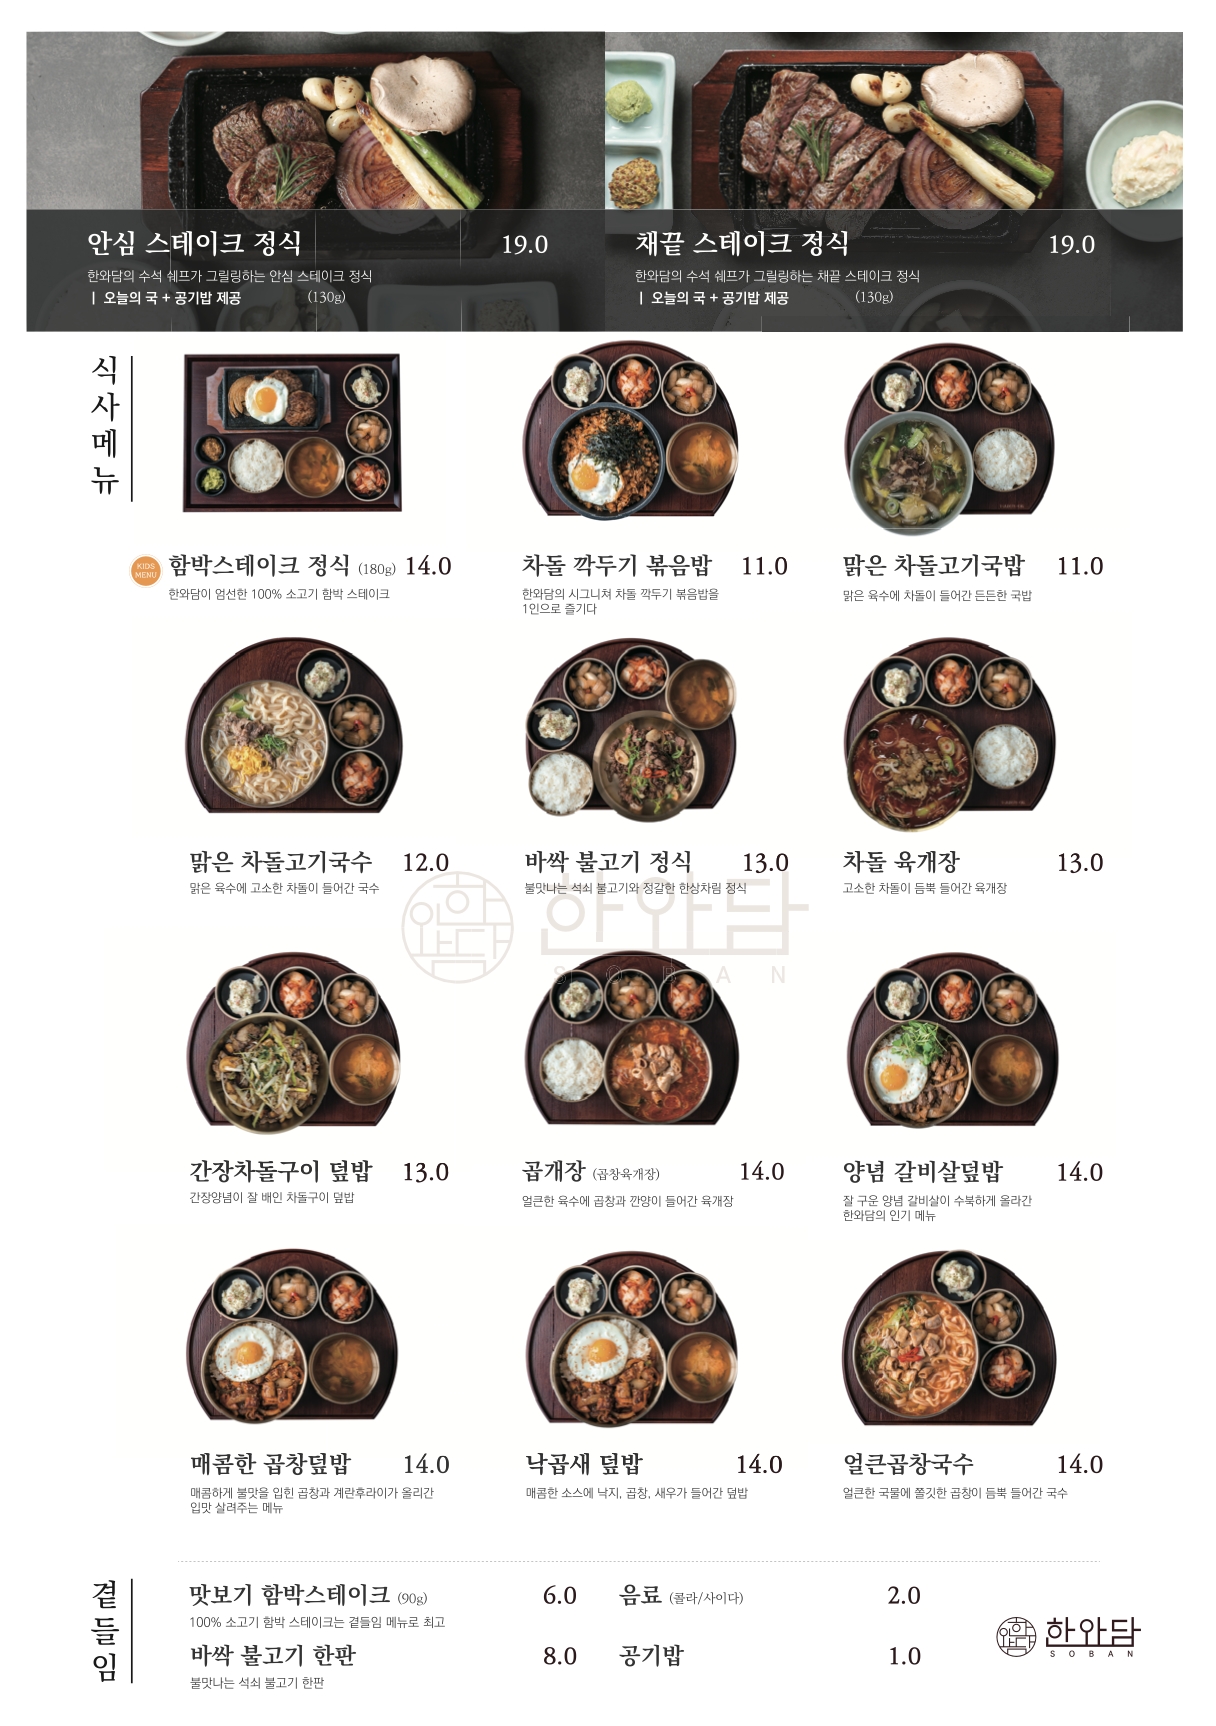 안심 스테이크 정식 19.0
한와담의 수석 쉐프가 그릴링하는 안심 스테이크 정식
| 오늘의 국 + 공기밥 제공 (130g)
채끝 스테이크 정식 19.0
한와담의 수석 쉐프가 그릴링하는 채끝 스테이크 정식
| 오늘의 국 + 공기밥 제공 (130g)
식사메뉴
KIDS
MENU
함박스테이크 정식 (180g) 14.0
한와담이 엄선한 100% 소고기 함박 스테이크
차돌 깍두기 볶음밥 11.0
한와담의 시그니쳐 차돌 깍두기 볶음밥을
1인으로 즐기다
맑은 차돌고기국밥 11.0
맑은 육수에 차돌이 들어간 든든한 국밥
맑은 차돌고기국수 12.0
맑은 육수에 고소한 차돌이 들어간 국수
바싹 불고기 정식 13.0
불맛나는 석쇠 불고기와 정갈한 한상차림 정식
차돌 육개장 13.0
고소한 차돌이 듬뿍 들어간 육개장
한와담
한와담
SOBAN
간장차돌구이 덮밥 13.0
간장양념이 잘 배인 차돌구이 덮밥
곱개장 (곱창육개장) 14.0
얼큰한 육수에 곱창과 깐양이 들어간 육개장
양념 갈비살덮밥 14.0
잘 구운 양념 갈비살이 수북하게 올라간
한와담의 인기 메뉴
매콤한 곱창덮밥 14.0
매콤하게 불맛을 입힌 곱창과 계란후라이가 올리간
입맛 살려주는 메뉴
낙곱새 덮밥 14.0
매콤한 소스에 낙지, 곱창, 새우가 들어간 덮밥
얼큰곱창국수 14.0
얼큰한 국물에 쫄깃한 곱창이 듬뿍 들어간 국수
곁들임
맛보기 함박스테이크 (90g) 6.0
100% 소고기 함박 스테이크는 곁들임 메뉴로 최고
음료 (콜라/사이다) 2.0
바싹 불고기 한판 8.0
불맛나는 석쇠 불고기 한판
공기밥 1.0
한와담
한와담
SOBAN